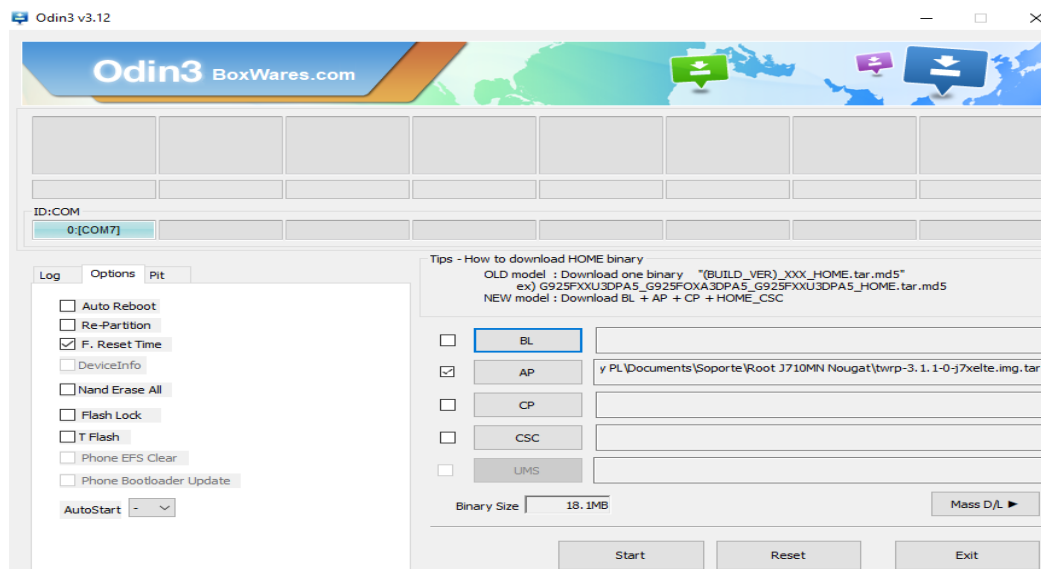 Odin3 v3.12
Odin3 BoxWares.com
ID:COM
0:[COM7]
Log Options Pit
Auto Reboot
Re-Partition
F. Reset Time
DeviceInfo
Nand Erase All
Flash Lock
T Flash
Phone EFS Clear
Phone Bootloader Update
AutoStart -
Tips - How to download HOME binary
OLD model : Download one binary "(BUILD_VER)_XXX_HOME.tar.md5"
ex) G925FXXU3DPA5_G925FOXA3DPA5_G925FXXU3DPA5_HOME.tar.md5
NEW model : Download BL + AP + CP + HOME_CSC
BL
AP y PL\Documents\Soporte\Root J710MN Nougat\twrp-3.1.1-0-j7xelte.img.tar
CP
CSC
UMS
Binary Size 18.1MB
Mass D/L ►
Start Reset Exit